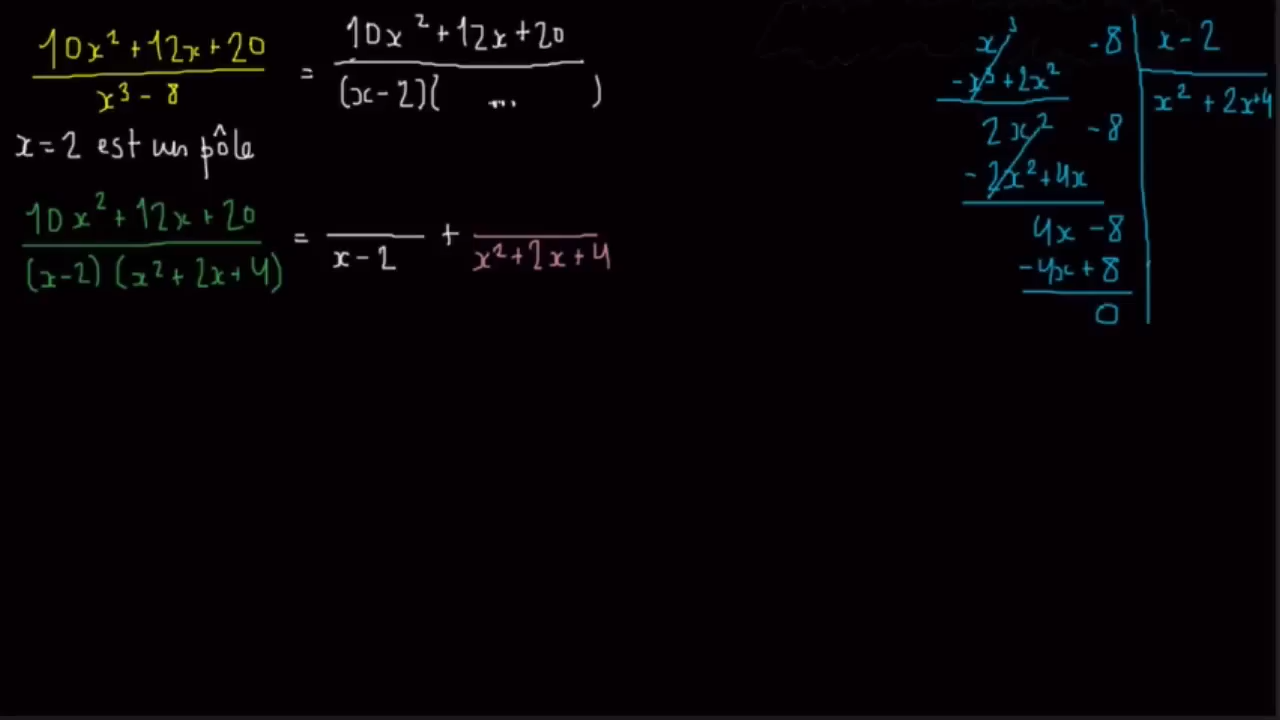 10x² + 12x + 20 / x³ - 8 = 10x² + 12x + 20 / (x - 2)( ... )
x = 2 est un pôle
10x² + 12x + 20 / (x - 2)(x² + 2x + 4) = / x - 2 + / x² + 2x + 4
x³ - 8 | x - 2
- x³ + 2x² | x² + 2x + 4
2x² - 8
- 2x² + 4x
4x - 8
- 4x + 8
0